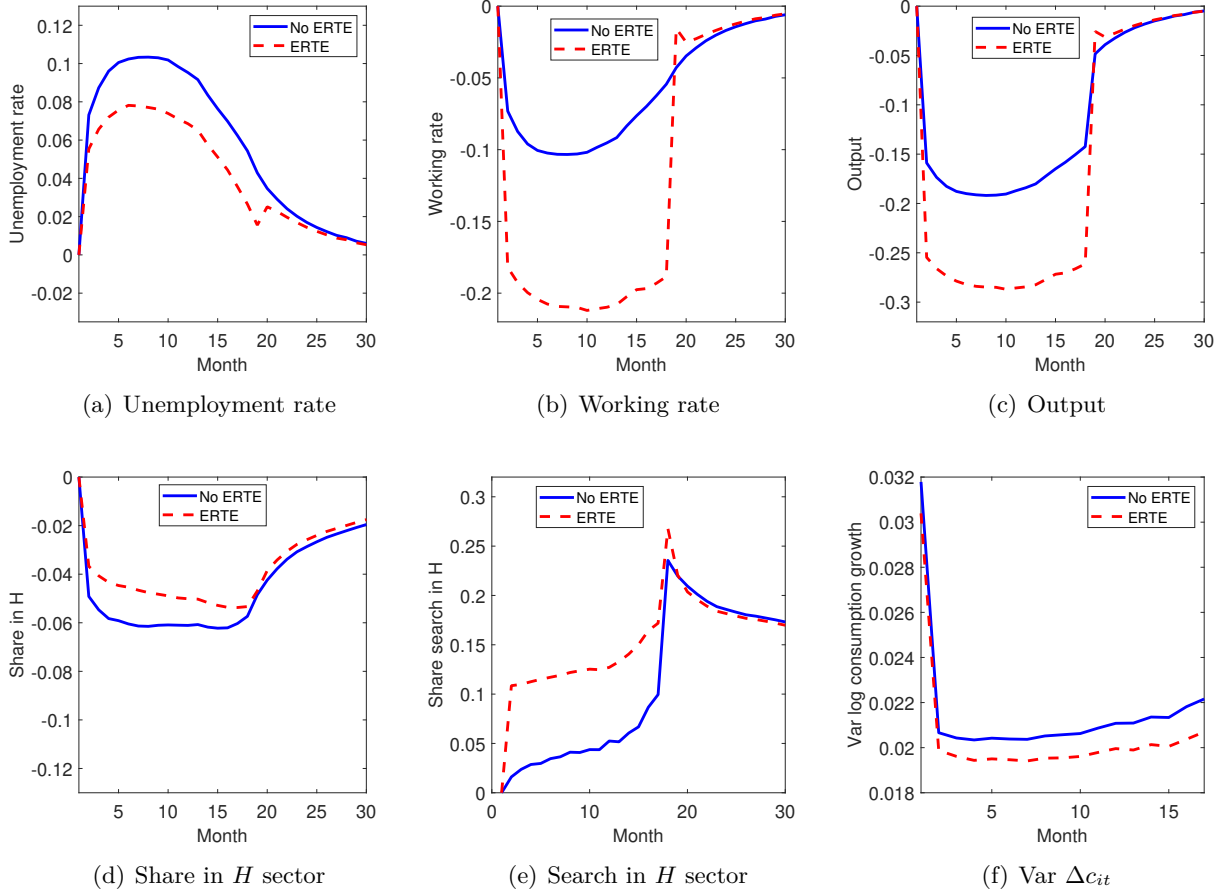 0.12
0.1
0.08
0.06
0.04
0.02
0
-0.02
Unemployment rate
5 10 15 20 25 30
Month
No ERTE
ERTE
(a) Unemployment rate
0
-0.05
-0.1
-0.15
-0.2
Working rate
5 10 15 20 25 30
Month
No ERTE
ERTE
(b) Working rate
0
-0.05
-0.1
-0.15
-0.2
-0.25
-0.3
Output
5 10 15 20 25 30
Month
No ERTE
ERTE
(c) Output
0
-0.02
-0.04
-0.06
-0.08
-0.1
-0.12
Share in H
5 10 15 20 25 30
Month
No ERTE
ERTE
(d) Share in H sector
0.3
0.25
0.2
0.15
0.1
0.05
0
Share search in H
0 10 20 30
Month
No ERTE
ERTE
(e) Search in H sector
0.032
0.03
0.028
0.026
0.024
0.022
0.02
0.018
Var log consumption growth
5 10 15
Month
No ERTE
ERTE
(f) Var Δc_it